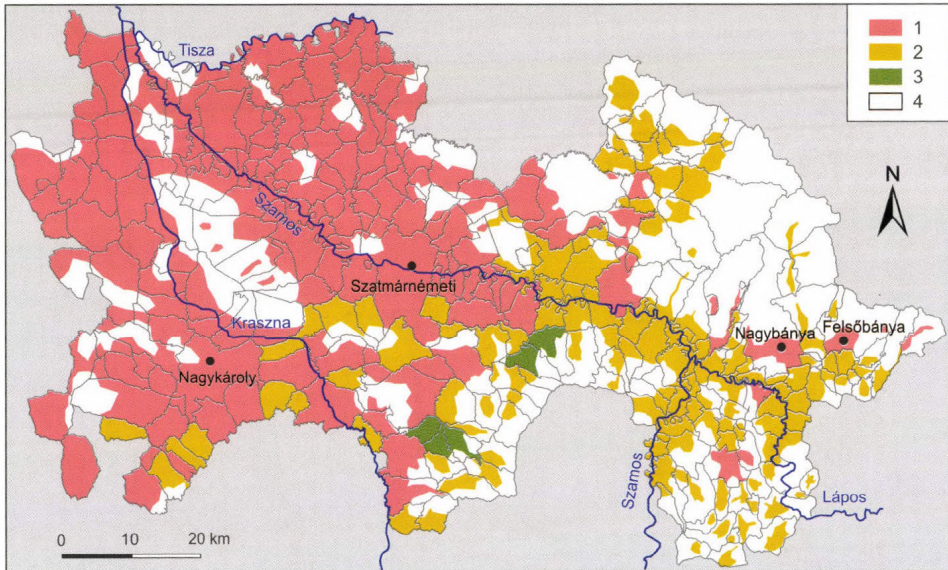 1
2
3
4
N
Tisza
Szamos
Szatmárnémeti
Kraszna
Nagykároly
Nagybánya
Felsőbánya
Szamos
Lápos
0 10 20 km